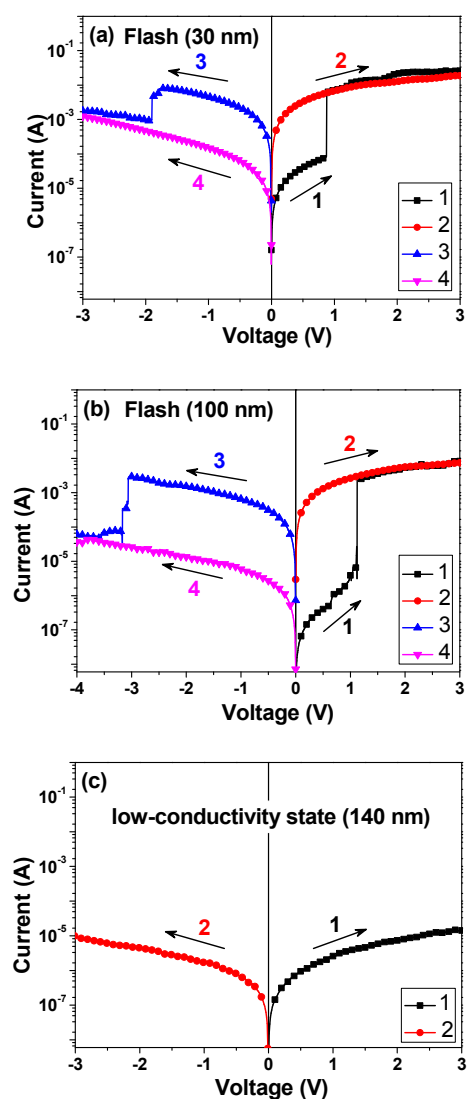 (a) Flash (30 nm)
3
2
4
1
10⁻¹
10⁻³
10⁻⁵
10⁻⁷
Current (A)
1
2
3
4
-3 -2 -1 0 1 2 3
Voltage (V)
(b) Flash (100 nm)
3
2
4
1
10⁻¹
10⁻³
10⁻⁵
10⁻⁷
Current (A)
1
2
3
4
-4 -3 -2 -1 0 1 2 3
Voltage (V)
(c)
low-conductivity state (140 nm)
2
1
10⁻¹
10⁻³
10⁻⁵
10⁻⁷
Current (A)
1
2
-3 -2 -1 0 1 2 3
Voltage (V)